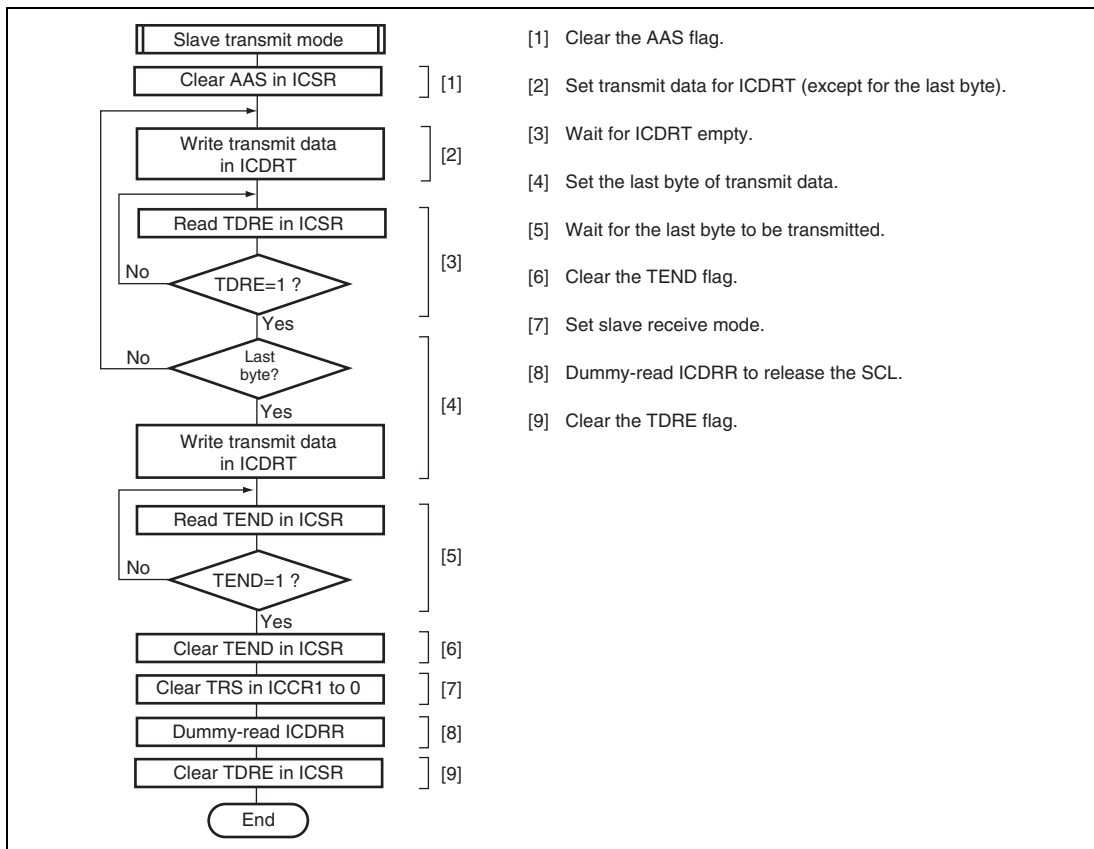 Slave transmit mode
Clear AAS in ICSR
[1]
Write transmit data
in ICDRT
[2]
Read TDRE in ICSR
No
TDRE=1 ?
[3]
Yes
No
Last
byte?
Yes
[4]
Write transmit data
in ICDRT
Read TEND in ICSR
No
TEND=1 ?
[5]
Yes
Clear TEND in ICSR
[6]
Clear TRS in ICCR1 to 0
[7]
Dummy-read ICDRR
[8]
Clear TDRE in ICSR
[9]
End
[1] Clear the AAS flag.
[2] Set transmit data for ICDRT (except for the last byte).
[3] Wait for ICDRT empty.
[4] Set the last byte of transmit data.
[5] Wait for the last byte to be transmitted.
[6] Clear the TEND flag.
[7] Set slave receive mode.
[8] Dummy-read ICDRR to release the SCL.
[9] Clear the TDRE flag.